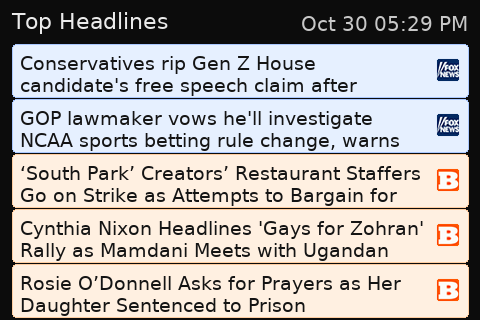 Top Headlines
Oct 30 05:29 PM
Conservatives rip Gen Z House
candidate's free speech claim after
FOX
NEWS
GOP lawmaker vows he'll investigate
NCAA sports betting rule change, warns
FOX
NEWS
‘South Park’ Creators’ Restaurant Staffers
Go on Strike as Attempts to Bargain for
B
Cynthia Nixon Headlines 'Gays for Zohran'
Rally as Mamdani Meets with Ugandan
B
Rosie O’Donnell Asks for Prayers as Her
Daughter Sentenced to Prison
B